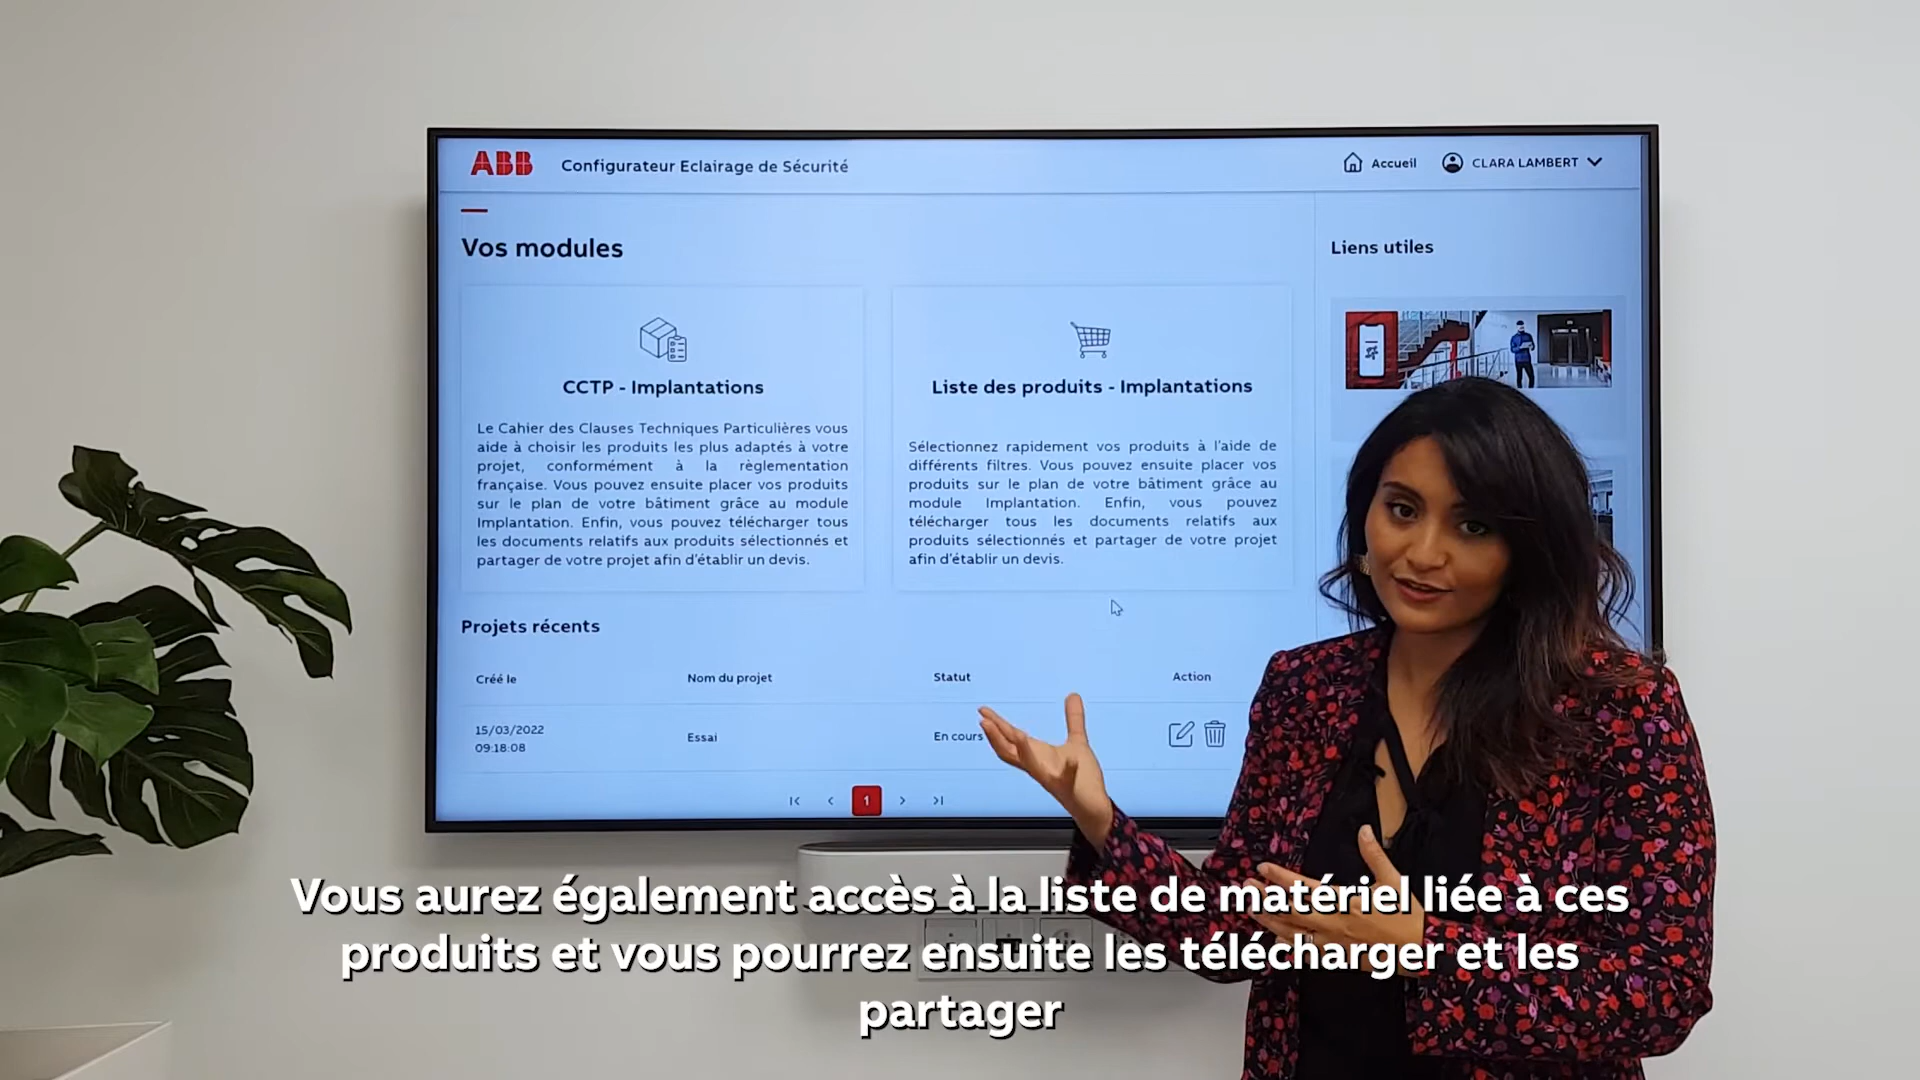 ABB
Configurateur Eclairage de Sécurité
Accueil
CLARA LAMBERT
Vos modules
Liens utiles
CCTP - Implantations
Le Cahier des Clauses Techniques Particulières vous
aide à choisir les produits les plus adaptés à votre
projet, conformément à la règlementation
française. Vous pouvez ensuite placer vos produits
sur le plan de votre bâtiment grâce au module
Implantation. Enfin, vous pouvez télécharger tous
les documents relatifs aux produits sélectionnés et
partager de votre projet afin d'établir un devis.
Liste des produits - Implantations
Sélectionnez rapidement vos produits à l'aide de
différents filtres. Vous pouvez ensuite placer vos
produits sur le plan de votre bâtiment grâce au
module Implantation. Enfin, vous pouvez
télécharger tous les documents relatifs aux
produits sélectionnés et partager de votre projet
afin d'établir un devis.
Projets récents
Créé le
Nom du projet
Statut
Action
15/03/2022
09:18:08
Essai
En cours
1
Vous aurez également accès à la liste de matériel liée à ces
produits et vous pourrez ensuite les télécharger et les
partager